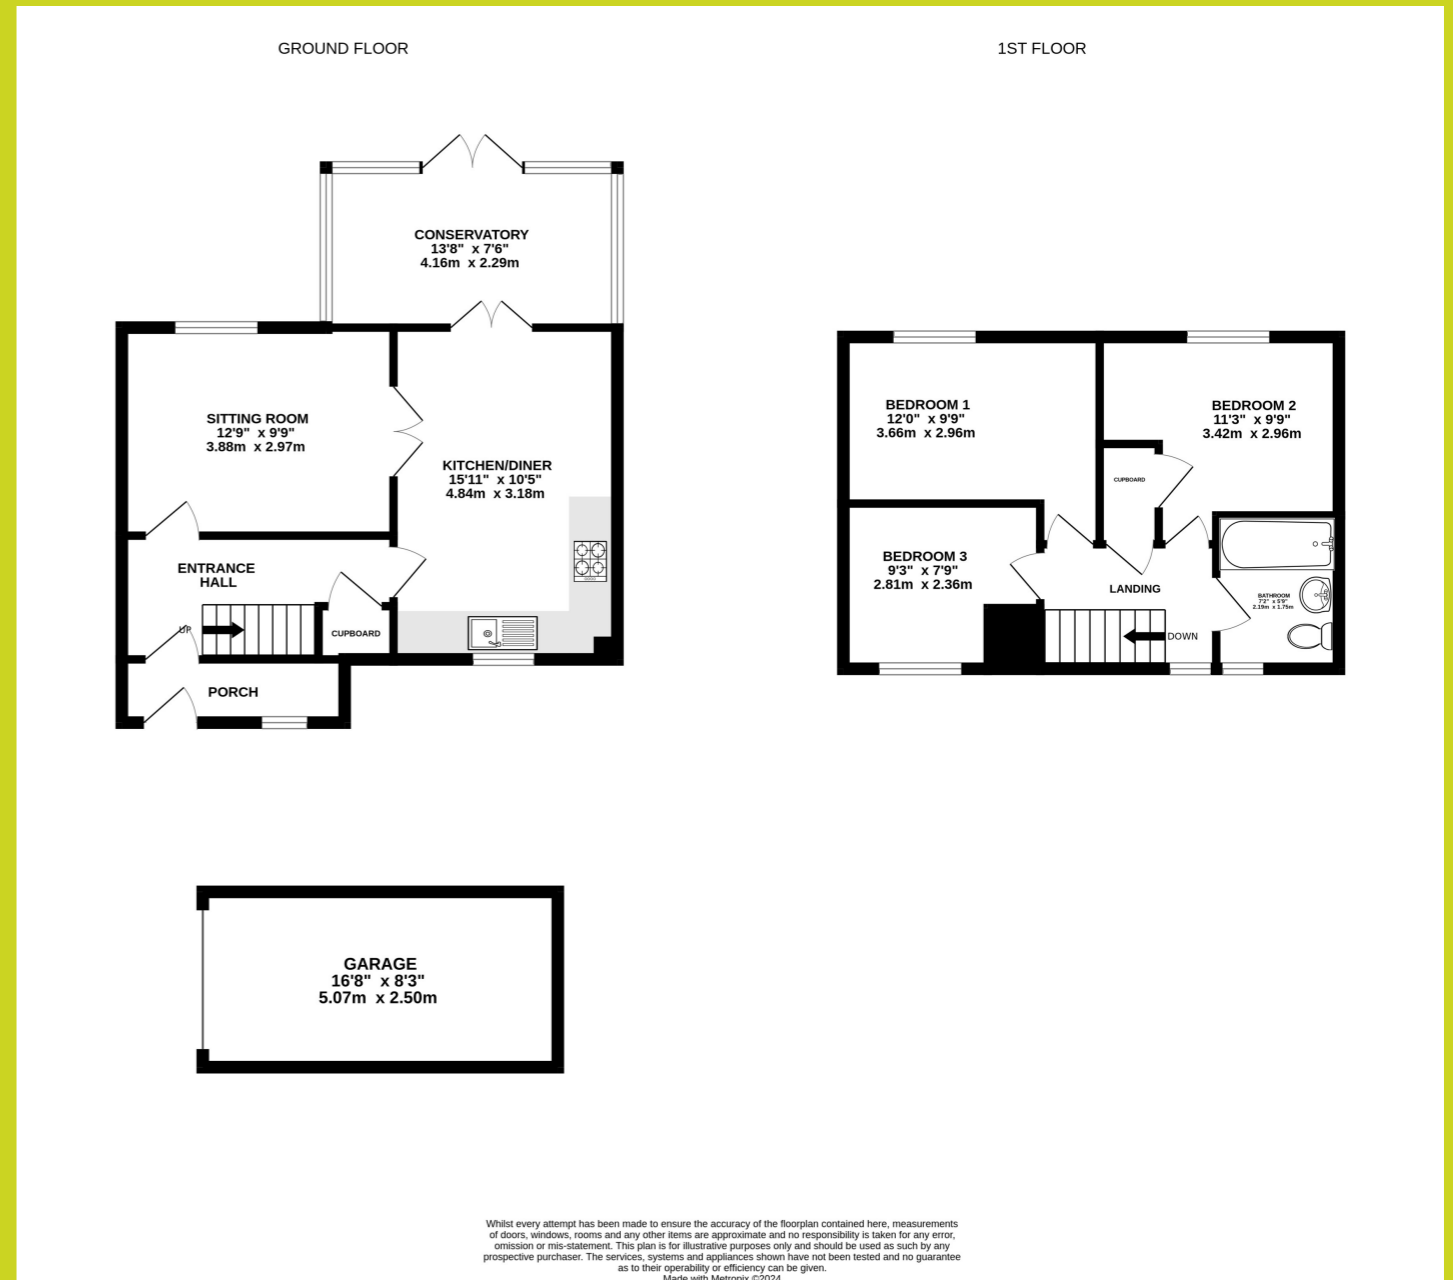 GROUND FLOOR
1ST FLOOR
CONSERVATORY
13'8" x 7'6"
4.16m x 2.29m
SITTING ROOM
12'9" x 9'9"
3.88m x 2.97m
KITCHEN/DINER
15'11" x 10'5"
4.84m x 3.18m
ENTRANCE
HALL
UP
CUPBOARD
PORCH
BEDROOM 1
12'0" x 9'9"
3.66m x 2.96m
BEDROOM 2
11'3" x 9'9"
3.42m x 2.96m
CUPBOARD
BEDROOM 3
9'3" x 7'9"
2.81m x 2.36m
LANDING
BATHROOM
7'2" x 5'9"
2.19m x 1.75m
DOWN
GARAGE
16'8" x 8'3"
5.07m x 2.50m
Whilst every attempt has been made to ensure the accuracy of the floorplan contained here, measurements
of doors, windows, rooms and any other items are approximate and no responsibility is taken for any error,
omission or mis-statement. This plan is for illustrative purposes only and should be used as such by any
prospective purchaser. The services, systems and appliances shown have not been tested and no guarantee
as to their operability or efficiency can be given.
Made with Metropix ©2024